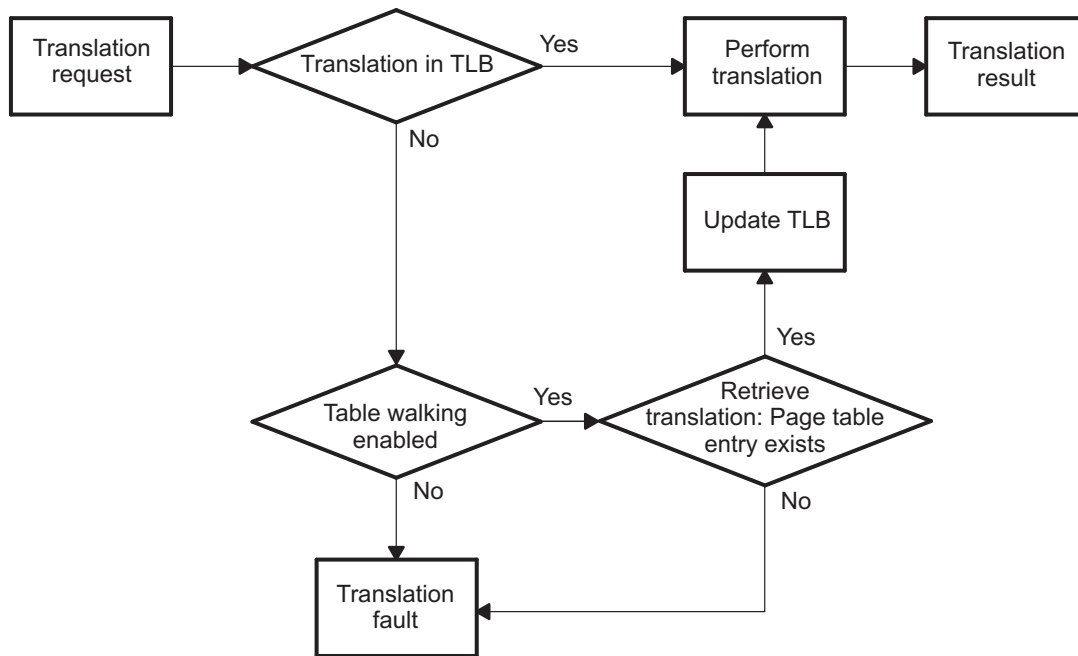 Translation
request
Translation in TLB
Yes
Perform
translation
Translation
result
No
Update TLB
Yes
Table walking
enabled
Yes
Retrieve
translation: Page table
entry exists
No
No
Translation
fault